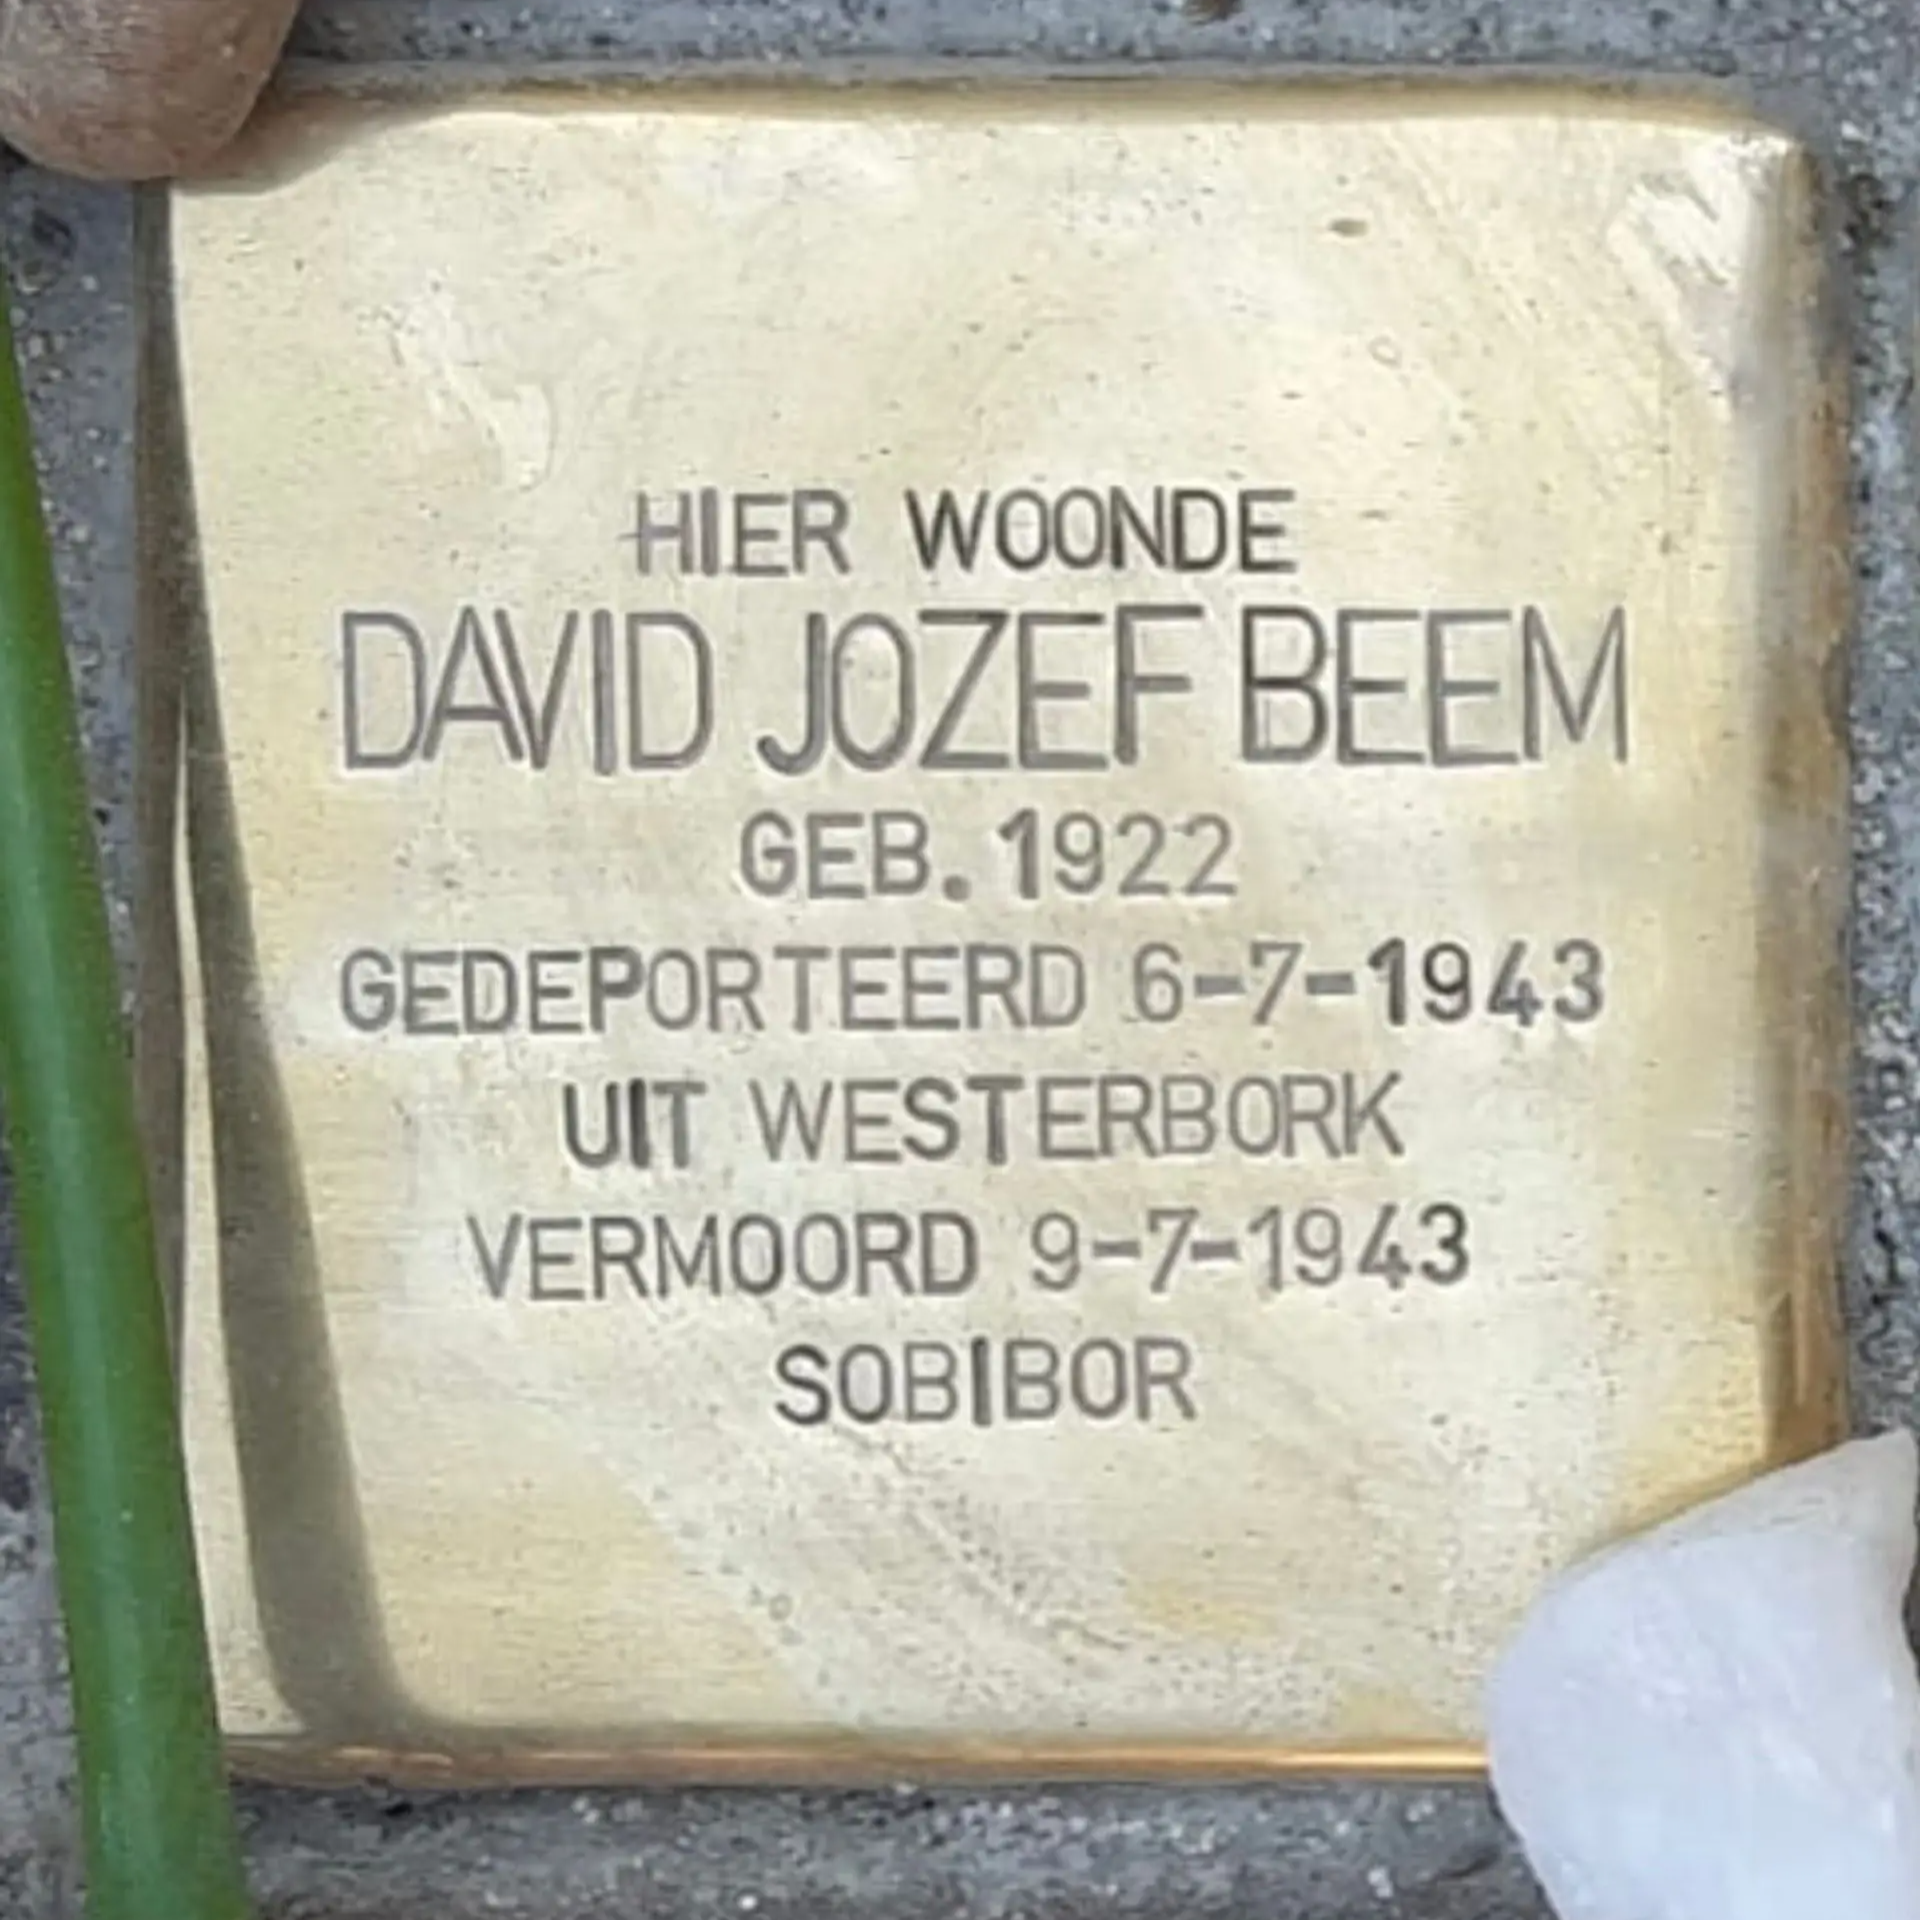 HIER WOONDE
DAVID JOZEF BEEM
GEB. 1922
GEDEPORTEERD 6-7-1943
UIT WESTERBORK
VERMOORD 9-7-1943
SOBIBOR